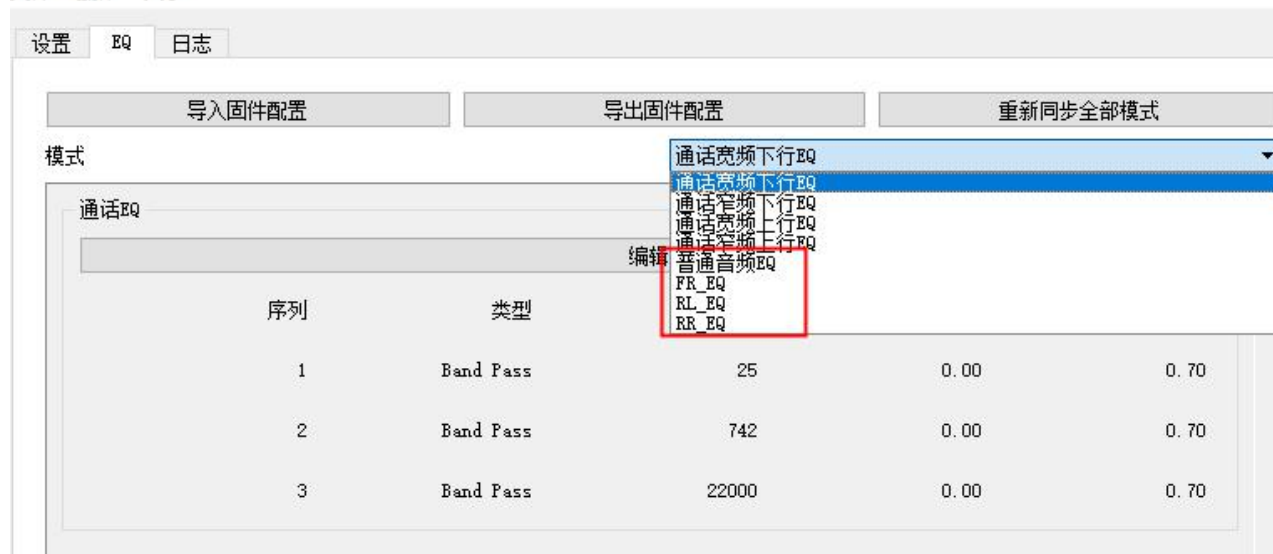 设置 EQ 日志
导入固件配置 导出固件配置 重新同步全部模式
模式 通话宽频下行EQ
通话宽频下行EQ
通话窄频下行EQ
通话宽频上行EQ
通话窄频上行EQ
普通音频EQ
FR_EQ
RL_EQ
RR_EQ
通话EQ
编辑
序列 类型
1 Band Pass 25 0.00 0.70
2 Band Pass 742 0.00 0.70
3 Band Pass 22000 0.00 0.70